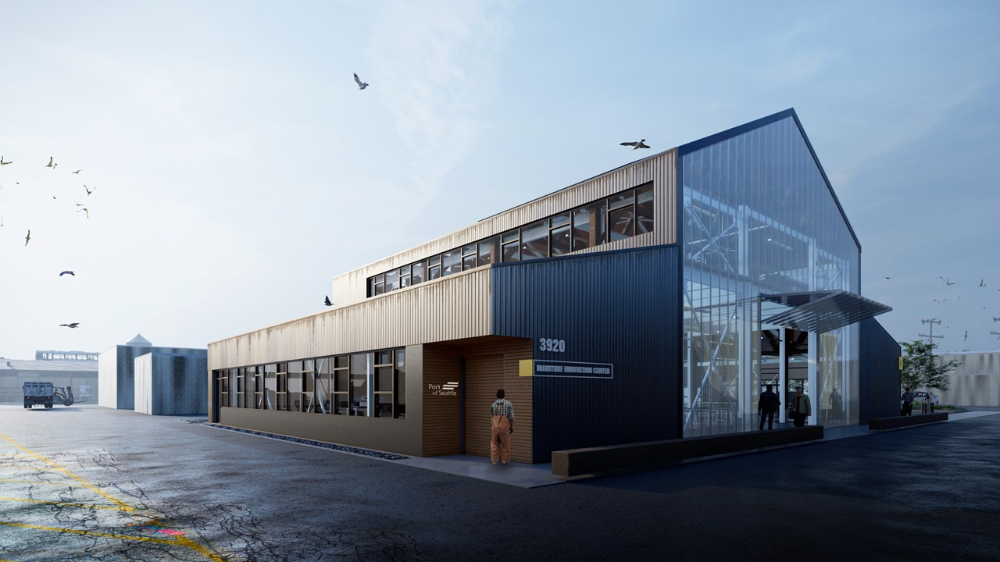 3920
MARITIME INNOVATION CENTER
Port
of Seattle